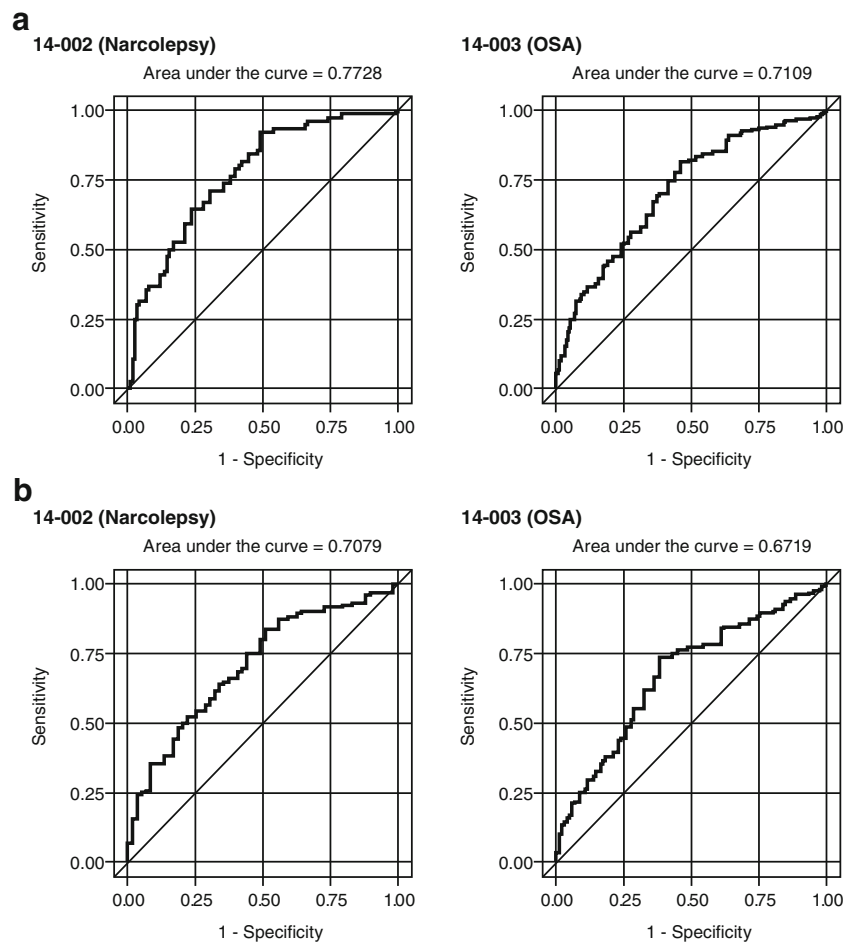 a
14-002 (Narcolepsy)
Area under the curve = 0.7728
1.00
0.75
0.50
0.25
0.00
Sensitivity
0.00 0.25 0.50 0.75 1.00
1 - Specificity
14-003 (OSA)
Area under the curve = 0.7109
1.00
0.75
0.50
0.25
0.00
Sensitivity
0.00 0.25 0.50 0.75 1.00
1 - Specificity
b
14-002 (Narcolepsy)
Area under the curve = 0.7079
1.00
0.75
0.50
0.25
0.00
Sensitivity
0.00 0.25 0.50 0.75 1.00
1 - Specificity
14-003 (OSA)
Area under the curve = 0.6719
1.00
0.75
0.50
0.25
0.00
Sensitivity
0.00 0.25 0.50 0.75 1.00
1 - Specificity